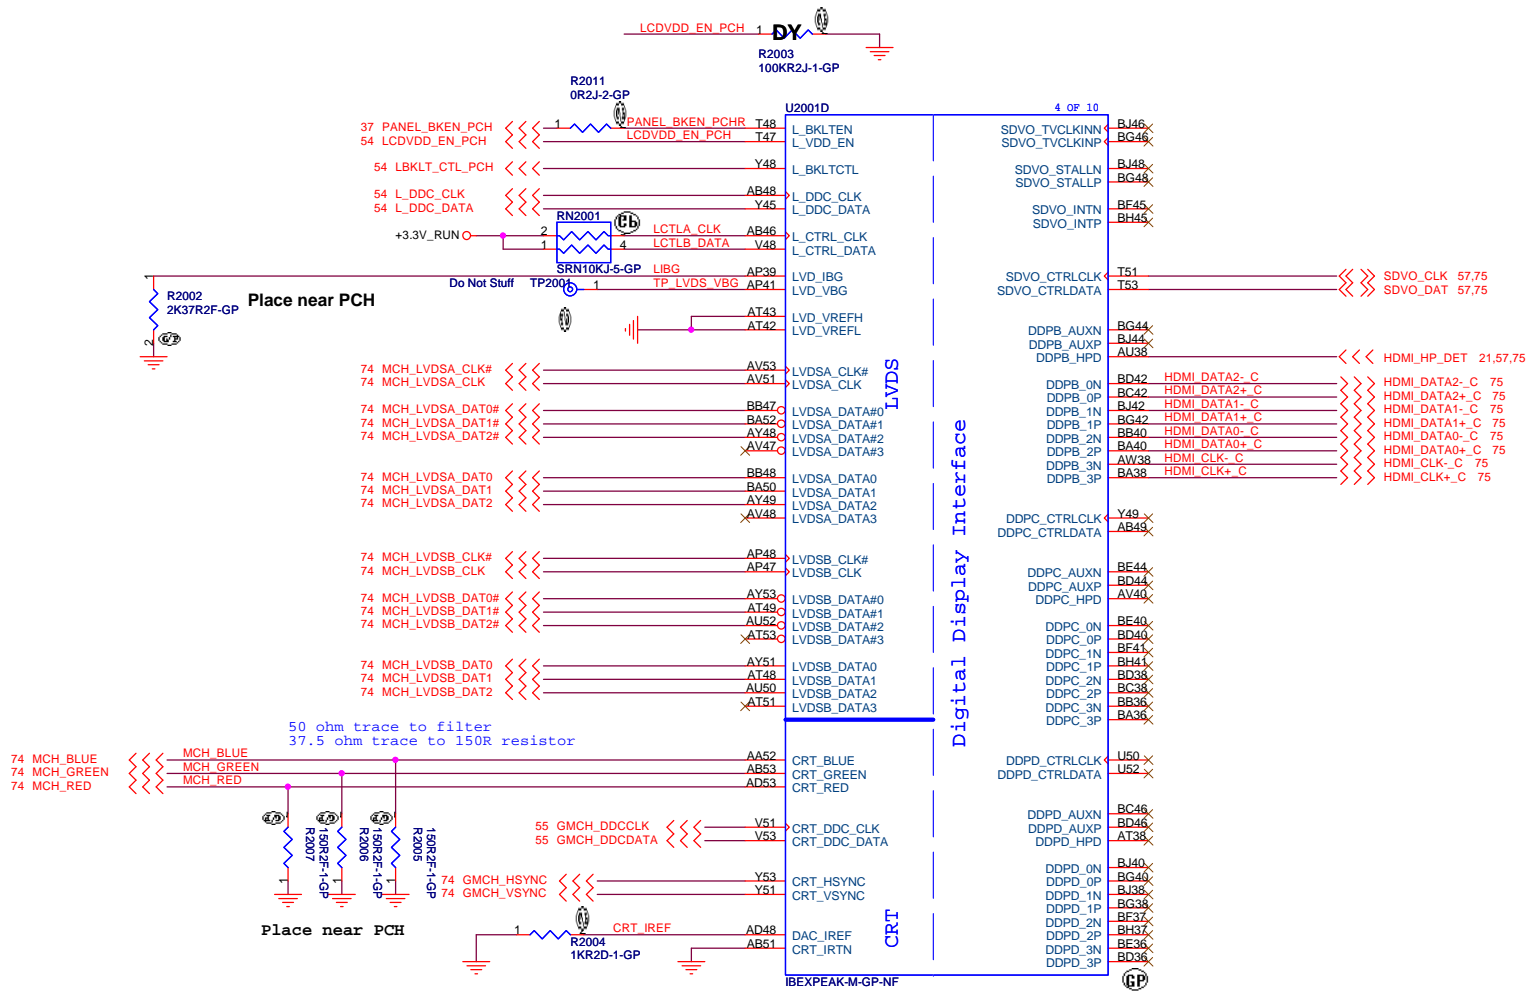 LCDVDD_EN_PCH 1 DY
R2003
100KR2J-1-GP
R2011
0R2J-2-GP
U2001D 4 OF 10
37 PANEL_BKEN_PCH 1 PANEL_BKEN_PCHR T48 L_BKLTEN
54 LCDVDD_EN_PCH LCDVDD_EN_PCH T47 L_VDD_EN
54 LBKLT_CTL_PCH Y48 L_BKLTCTL
54 L_DDC_CLK AB48 L_DDC_CLK
54 L_DDC_DATA Y45 L_DDC_DATA
RN2001
+3.3V_RUN 2 LCTLA_CLK AB46 L_CTRL_CLK
1 4 LCTLB_DATA V48 L_CTRL_DATA
SRN10KJ-5-GP
1 LIBG AP39 LVD_IBG
Do Not Stuff TP2001 1 TP_LVDS_VBG AP41 LVD_VBG
R2002
2K37R2F-GP
2
Place near PCH
AT43 LVD_VREFH
AT42 LVD_VREFL
74 MCH_LVDSA_CLK# AV53 LVDSA_CLK#
74 MCH_LVDSA_CLK AV51 LVDSA_CLK
74 MCH_LVDSA_DAT0# BB47 LVDSA_DATA#0
74 MCH_LVDSA_DAT1# BA52 LVDSA_DATA#1
74 MCH_LVDSA_DAT2# AY48 LVDSA_DATA#2
AV47 LVDSA_DATA#3
74 MCH_LVDSA_DAT0 BB48 LVDSA_DATA0
74 MCH_LVDSA_DAT1 BA50 LVDSA_DATA1
74 MCH_LVDSA_DAT2 AY49 LVDSA_DATA2
AV48 LVDSA_DATA3
74 MCH_LVDSB_CLK# AP48 LVDSB_CLK#
74 MCH_LVDSB_CLK AP47 LVDSB_CLK
74 MCH_LVDSB_DAT0# AY53 LVDSB_DATA#0
74 MCH_LVDSB_DAT1# AT49 LVDSB_DATA#1
74 MCH_LVDSB_DAT2# AU52 LVDSB_DATA#2
AT53 LVDSB_DATA#3
74 MCH_LVDSB_DAT0 AY51 LVDSB_DATA0
74 MCH_LVDSB_DAT1 AT48 LVDSB_DATA1
74 MCH_LVDSB_DAT2 AU50 LVDSB_DATA2
AT51 LVDSB_DATA3
LVDS
Digital Display Interface
50 ohm trace to filter
37.5 ohm trace to 150R resistor
74 MCH_BLUE MCH_BLUE AA52 CRT_BLUE
74 MCH_GREEN MCH_GREEN AB53 CRT_GREEN
74 MCH_RED MCH_RED AD53 CRT_RED
1 R2007 150R2F-1-GP
1 R2006 150R2F-1-GP
1 R2005 150R2F-1-GP
Place near PCH
55 GMCH_DDCCLK V51 CRT_DDC_CLK
55 GMCH_DDCDATA V53 CRT_DDC_DATA
74 GMCH_HSYNC Y53 CRT_HSYNC
74 GMCH_VSYNC Y51 CRT_VSYNC
1 2 CRT_IREF AD48 DAC_IREF
R2004
1KR2D-1-GP
AB51 CRT_IRTN
CRT
IBEXPEAK-M-GP-NF
GP
SDVO_TVCLKINN BJ46
SDVO_TVCLKINP BG46
SDVO_STALLN BJ48
SDVO_STALLP BG48
SDVO_INTN BF45
SDVO_INTP BH45
SDVO_CTRLCLK T51 SDVO_CLK 57,75
SDVO_CTRLDATA T53 SDVO_DAT 57,75
DDPB_AUXN BG44
DDPB_AUXP BJ44
DDPB_HPD AU38 HDMI_HP_DET 21,57,75
DDPB_0N BD42 HDMI_DATA2-_C HDMI_DATA2-_C 75
DDPB_0P BC42 HDMI_DATA2+_C HDMI_DATA2+_C 75
DDPB_1N BJ42 HDMI_DATA1-_C HDMI_DATA1-_C 75
DDPB_1P BG42 HDMI_DATA1+_C HDMI_DATA1+_C 75
DDPB_2N BB40 HDMI_DATA0-_C HDMI_DATA0-_C 75
DDPB_2P BA40 HDMI_DATA0+_C HDMI_DATA0+_C 75
DDPB_3N AW38 HDMI_CLK-_C HDMI_CLK-_C 75
DDPB_3P BA38 HDMI_CLK+_C HDMI_CLK+_C 75
DDPC_CTRLCLK Y49
DDPC_CTRLDATA AB49
DDPC_AUXN BE44
DDPC_AUXP BD44
DDPC_HPD AV40
DDPC_0N BE40
DDPC_0P BD40
DDPC_1N BF41
DDPC_1P BH41
DDPC_2N BD38
DDPC_2P BC38
DDPC_3N BB36
DDPC_3P BA36
DDPD_CTRLCLK U50
DDPD_CTRLDATA U52
DDPD_AUXN BC46
DDPD_AUXP BD46
DDPD_HPD AT38
DDPD_0N BJ40
DDPD_0P BG40
DDPD_1N BJ38
DDPD_1P BG38
DDPD_2N BF37
DDPD_2P BH37
DDPD_3N BE36
DDPD_3P BD36